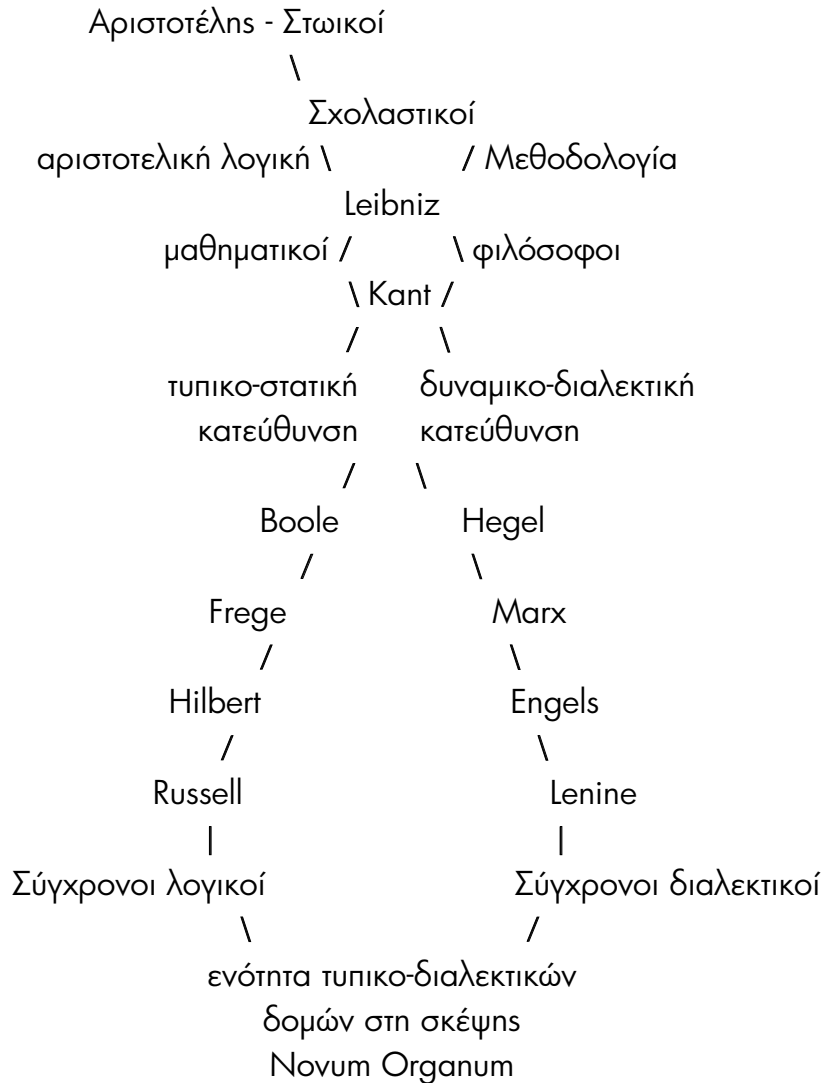 Αριστοτέλης - Στωικοί
\
Σχολαστικοί
αριστοτελική λογική \ / Μεθοδολογία
Leibniz
μαθηματικοί / \ φιλόσοφοι
\ Kant /
/ \
τυπικο-στατική δυναμικο-διαλεκτική
κατεύθυνση κατεύθυνση
/ \
Boole Hegel
/ \
Frege Marx
/ \
Hilbert Engels
/ \
Russell Lenine
| |
Σύγχρονοι λογικοί Σύγχρονοι διαλεκτικοί
\ /
ενότητα τυπικο-διαλεκτικών
δομών στη σκέψης
Novum Organum